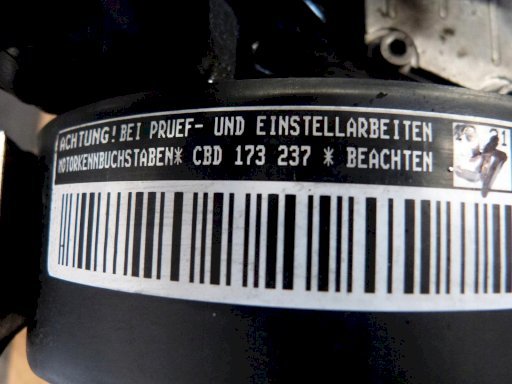 ACHTUNG! BEI PRUEF- UND EINSTELLARBEITEN
MOTORKENNBUCHSTABEN* CBD 173 237 * BEACHTEN